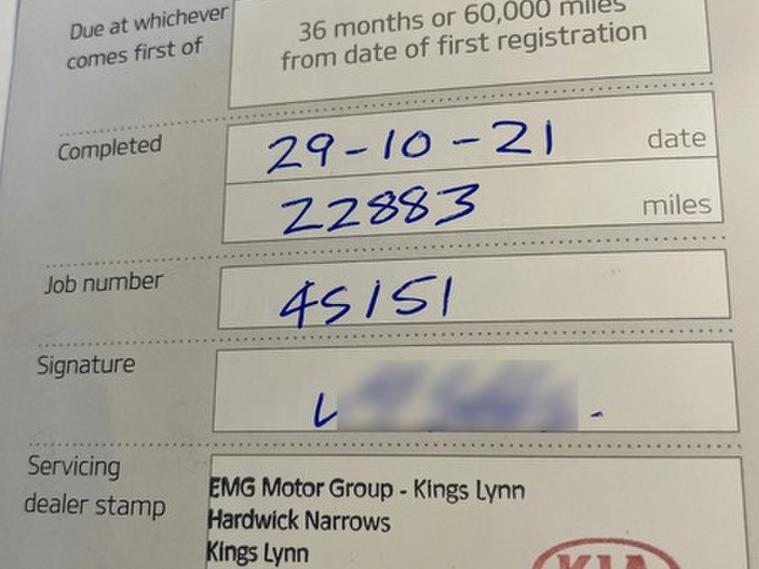 Due at whichever
comes first of
36 months or 60,000 miles
from date of first registration
Completed
29-10-21 date
22883 miles
Job number
45151
Signature
Servicing
dealer stamp
EMG Motor Group - Kings Lynn
Hardwick Narrows
Kings Lynn
KIA